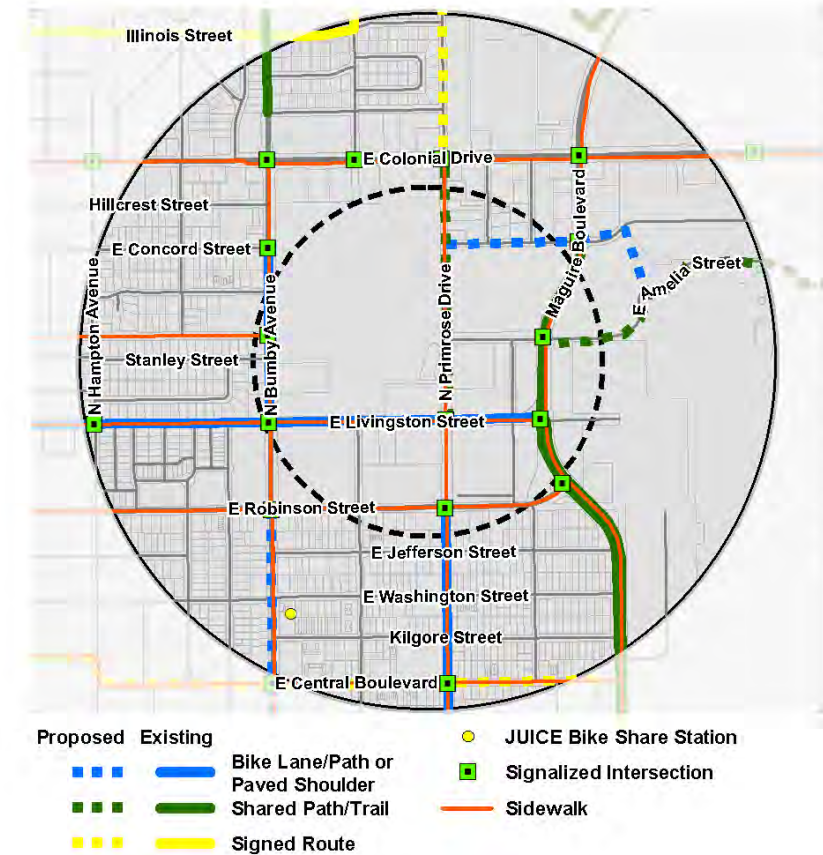 Illinois Street
E Colonial Drive
Hillcrest Street
E Concord Street
N Hampton Avenue
N Bumby Avenue
N Primrose Drive
Maguire Boulevard
E Amelia Street
Stanley Street
E Livingston Street
E Robinson Street
E Jefferson Street
E Washington Street
Kilgore Street
E Central Boulevard
Proposed Existing
Bike Lane/Path or
Paved Shoulder
Shared Path/Trail
Signed Route
JUICE Bike Share Station
Signalized Intersection
Sidewalk